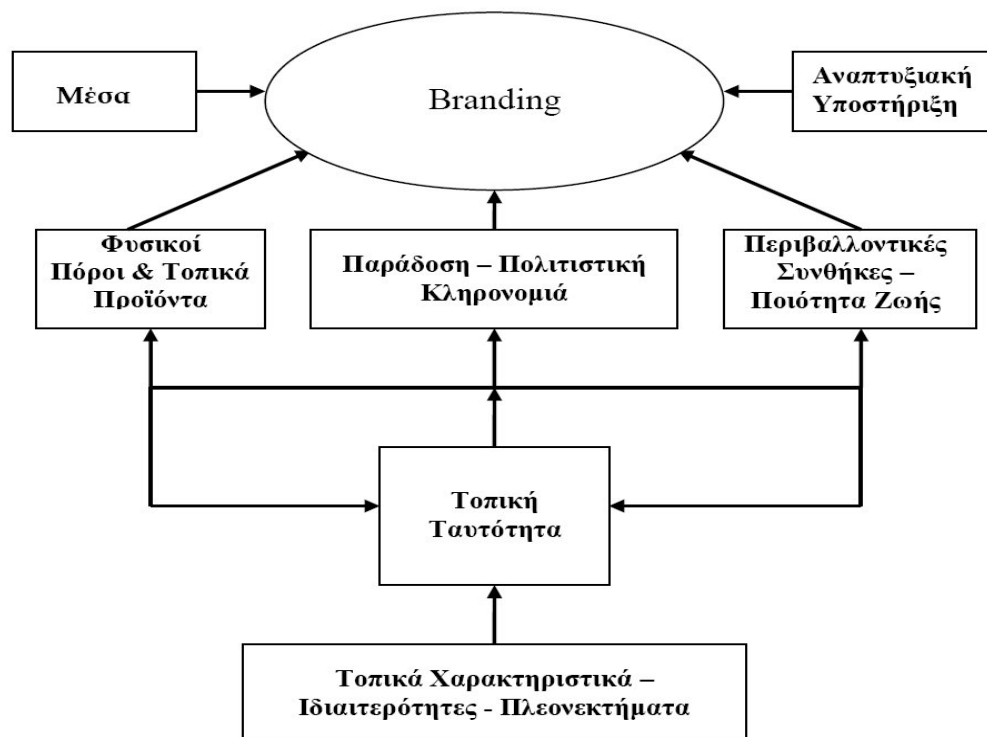 Μέσα
Branding
Αναπτυξιακή
Υποστήριξη
Φυσικοί
Πόροι & Τοπικά
Προϊόντα
Παράδοση – Πολιτιστική
Κληρονομιά
Περιβαλλοντικές
Συνθήκες –
Ποιότητα Ζωής
Τοπική
Ταυτότητα
Τοπικά Χαρακτηριστικά –
Ιδιαιτερότητες - Πλεονεκτήματα